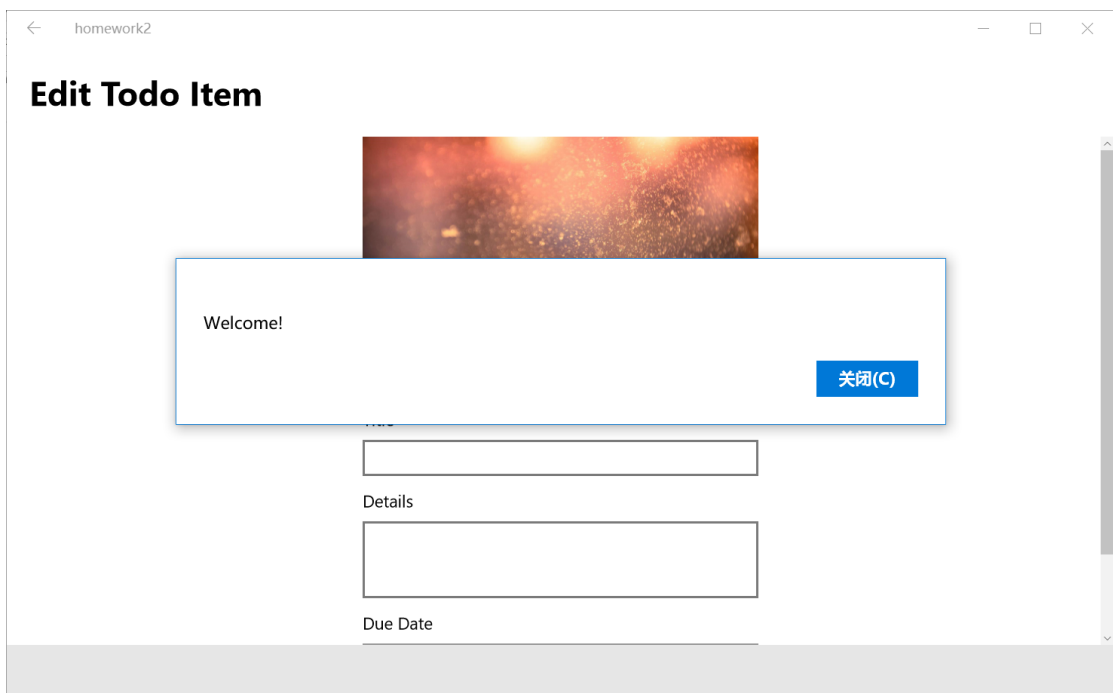 homework2
Edit Todo Item
Welcome!
关闭(C)
Details
Due Date